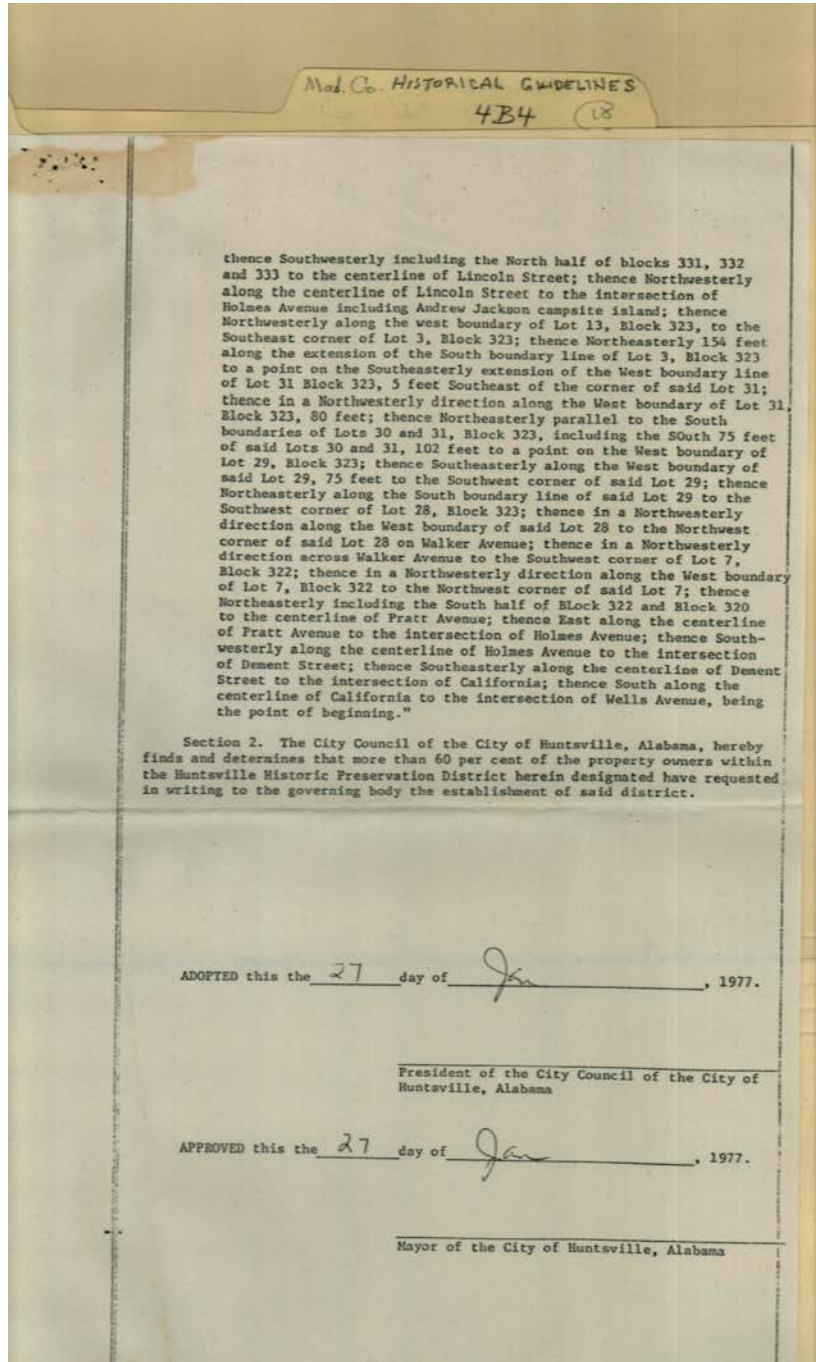 Mad. Co. HISTORICAL GUIDELINES
4B4 18
thence Southwesterly including the North half of blocks 331, 332
and 333 to the centerline of Lincoln Street; thence Northwesterly
along the centerline of Lincoln Street to the intersection of
Holmes Avenue including Andrew Jackson campsite island; thence
Northwesterly along the west boundary of Lot 13, Block 323, to the
Southeast corner of Lot 3, Block 323; thence Northeasterly 154 feet
along the extension of the South boundary line of Lot 3, Block 323
to a point on the Southeasterly extension of the West boundary line
of Lot 31 Block 323, 5 feet Southeast of the corner of said Lot 31;
thence in a Northwesterly direction along the West boundary of Lot 31,
Block 323, 80 feet; thence Northeasterly parallel to the South
boundaries of Lots 30 and 31, Block 323, including the SOuth 75 feet
of said Lots 30 and 31, 102 feet to a point on the West boundary of
Lot 29, Block 323; thence Southeasterly along the West boundary of
said Lot 29, 75 feet to the Southwest corner of said Lot 29; thence
Northeasterly along the South boundary line of said Lot 29 to the
Southwest corner of Lot 28, Block 323; thence in a Northwesterly
direction along the West boundary of said Lot 28 to the Northwest
corner of said Lot 28 on Walker Avenue; thence in a Northwesterly
direction across Walker Avenue to the Southwest corner of Lot 7,
Block 322; thence in a Northwesterly direction along the West boundary
of Lot 7, Block 322 to the Northwest corner of said Lot 7; thence
Northeasterly including the South half of BLock 322 and Block 320
to the centerline of Pratt Avenue; thence East along the centerline
of Pratt Avenue to the intersection of Holmes Avenue; thence South-
westerly along the centerline of Holmes Avenue to the intersection
of Dement Street; thence Southeasterly along the centerline of Dement
Street to the intersection of California; thence South along the
centerline of California to the intersection of Wells Avenue, being
the point of beginning."
Section 2. The City Council of the City of Huntsville, Alabama, hereby
finds and determines that more than 60 per cent of the property owners within
the Huntsville Historic Preservation District herein designated have requested
in writing to the governing body the establishment of said district.
ADOPTED this the 27 day of Jan, 1977.
President of the City Council of the City of
Huntsville, Alabama
APPROVED this the 27 day of Jan, 1977.
Mayor of the City of Huntsville, Alabama